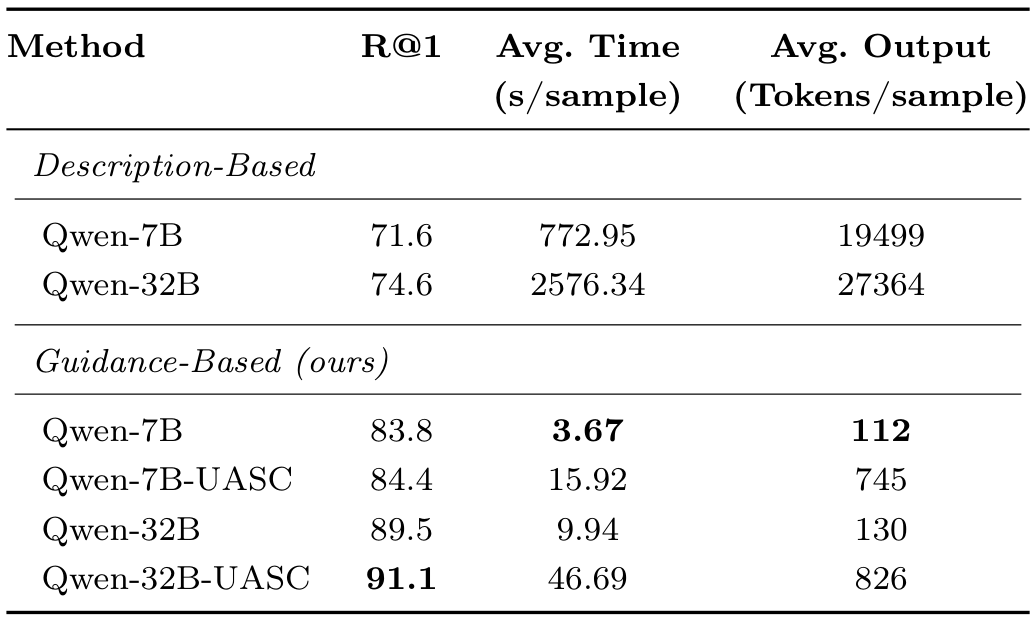 Method R@1 Avg. Time Avg. Output
(s/sample) (Tokens/sample)
Description-Based
Qwen-7B 71.6 772.95 19499
Qwen-32B 74.6 2576.34 27364
Guidance-Based (ours)
Qwen-7B 83.8 3.67 112
Qwen-7B-UASC 84.4 15.92 745
Qwen-32B 89.5 9.94 130
Qwen-32B-UASC 91.1 46.69 826